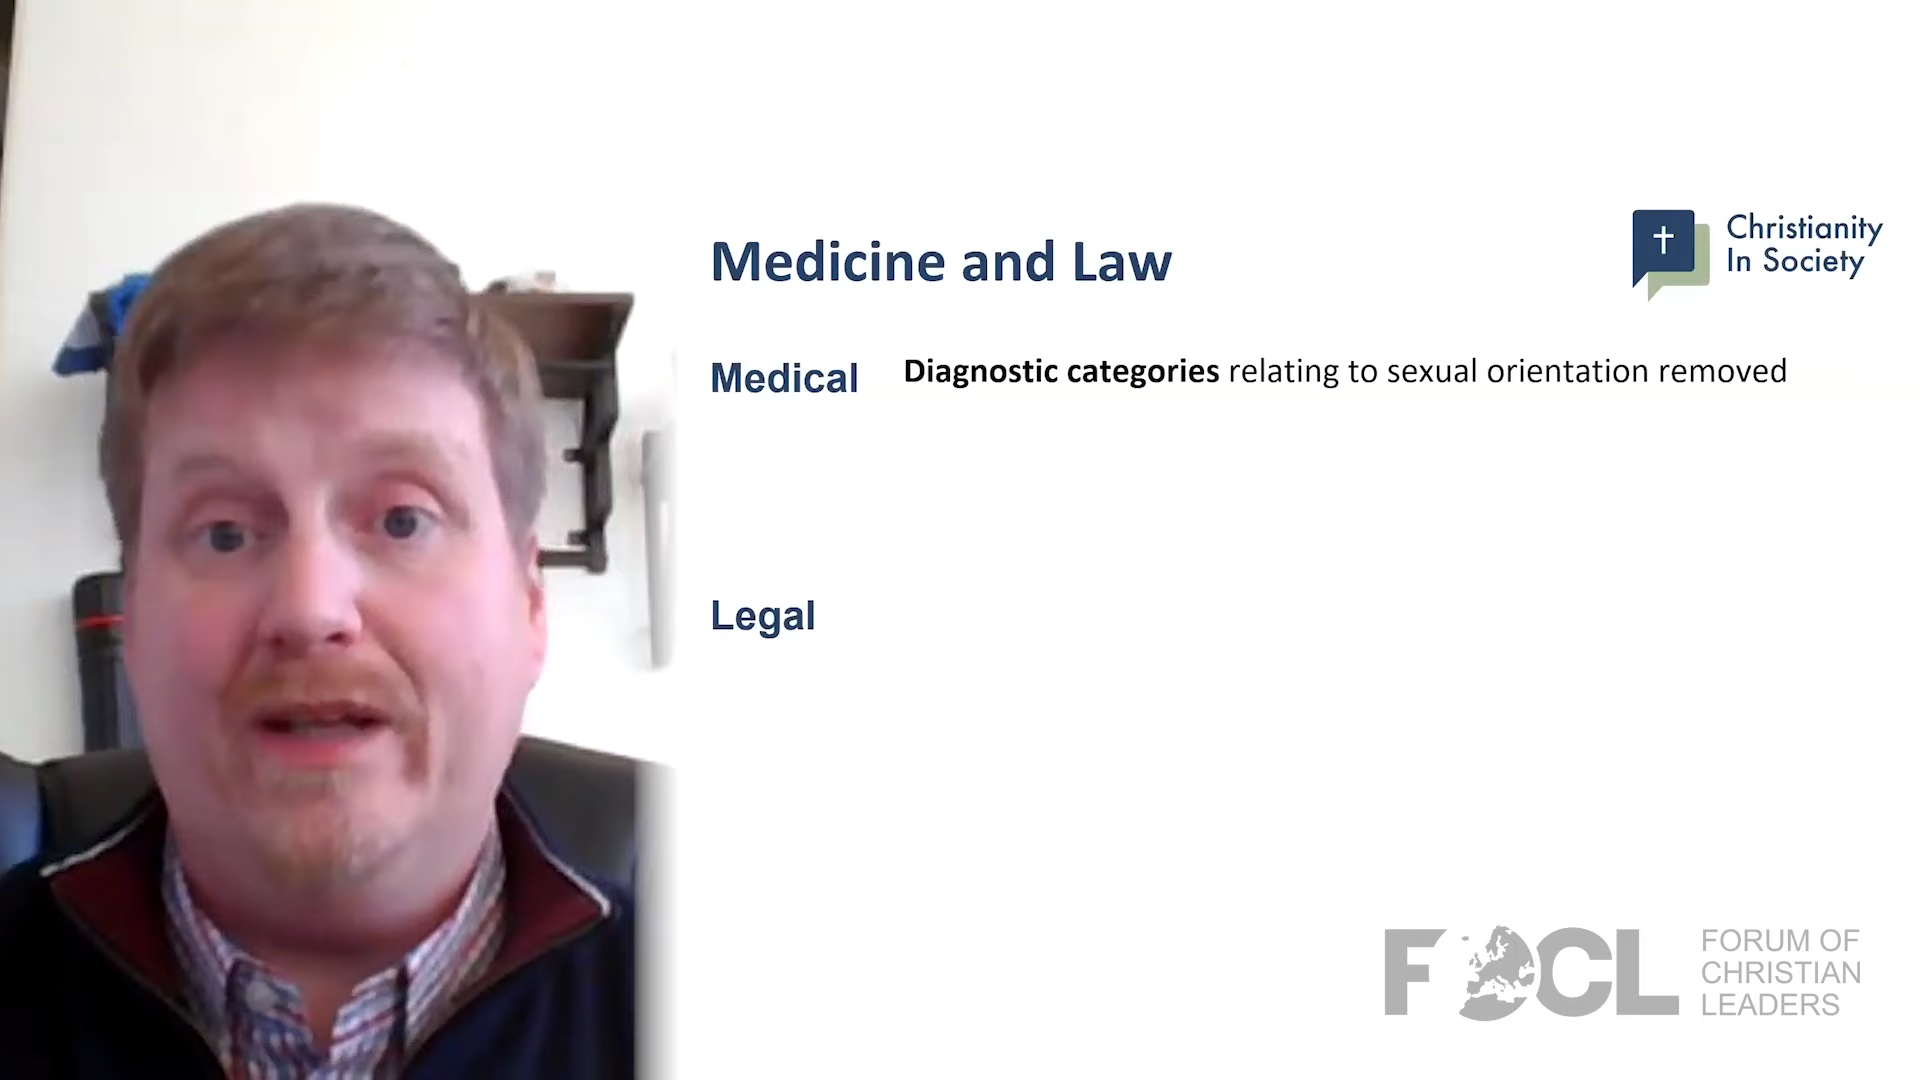 Medicine and Law
Christianity
In Society
Medical
Diagnostic categories relating to sexual orientation removed
Legal
FOCL
FORUM OF
CHRISTIAN
LEADERS